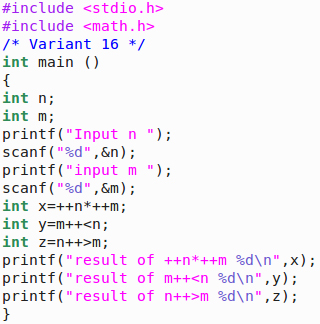 #include <stdio.h>
#include <math.h>
/* Variant 16 */
int main ()
{
int n;
int m;
printf("Input n ");
scanf("%d",&n);
printf("input m ");
scanf("%d",&m);
int x=++n*++m;
int y=m++<n;
int z=n++>m;
printf("result of ++n*++m %d\n",x);
printf("result of m++<n %d\n",y);
printf("result of n++>m %d\n",z);
}